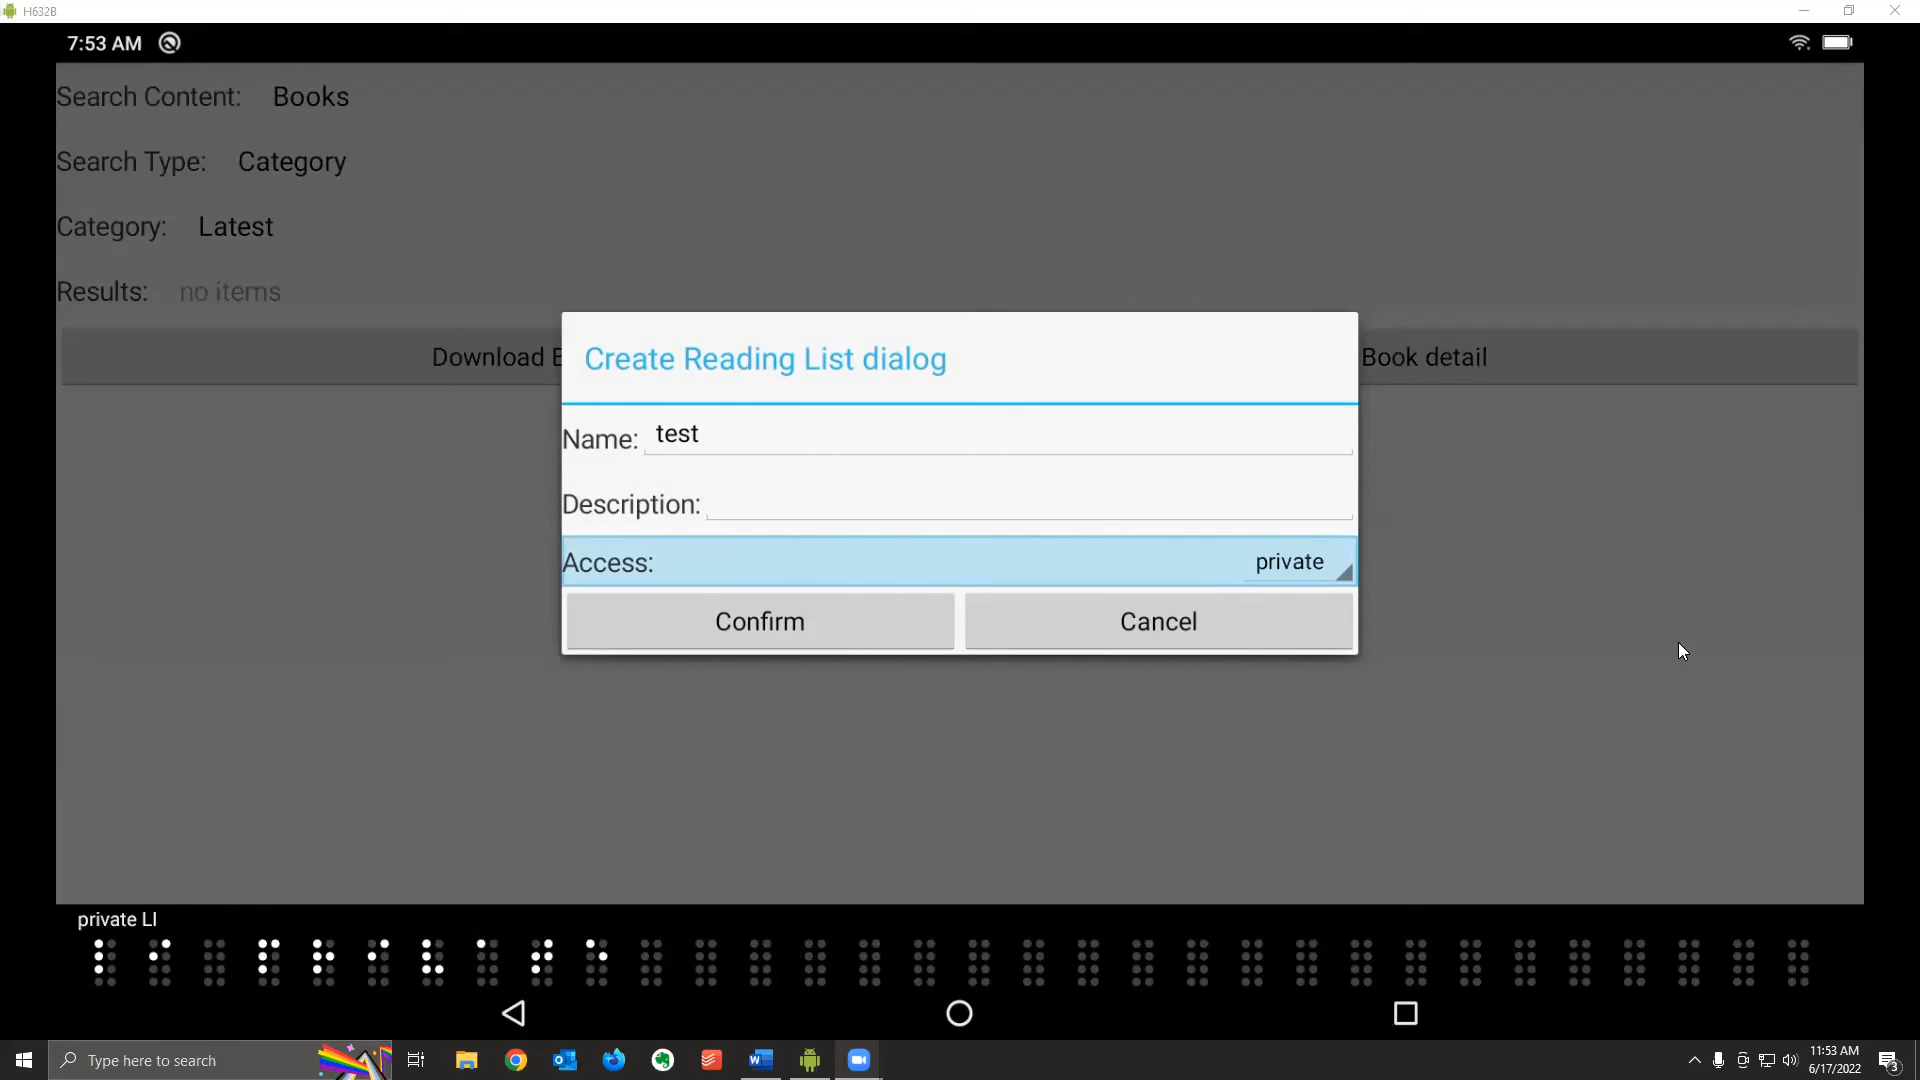 H632B
7:53 AM
Search Content: Books
Search Type: Category
Category: Latest
Results: no items
Download B
Book detail
Create Reading List dialog
Name: test
Description:
Access: private
Confirm Cancel
private LI
Type here to search
11:53 AM
6/17/2022
3